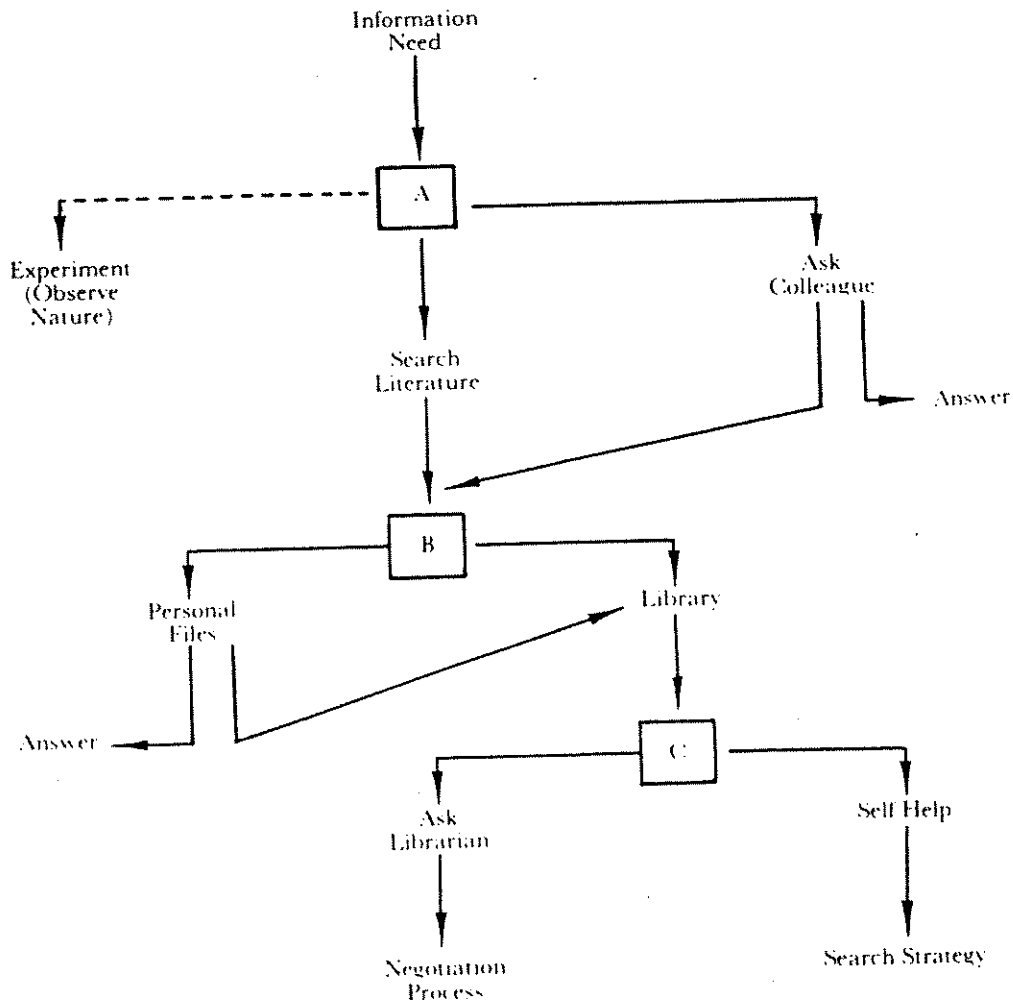 Information
Need
A
Experiment
(Observe
Nature)
Ask
Colleague
Search
Literature
Answer
B
Personal
Files
Library
Answer
C
Ask
Librarian
Self Help
Negotiation
Process
Search Strategy